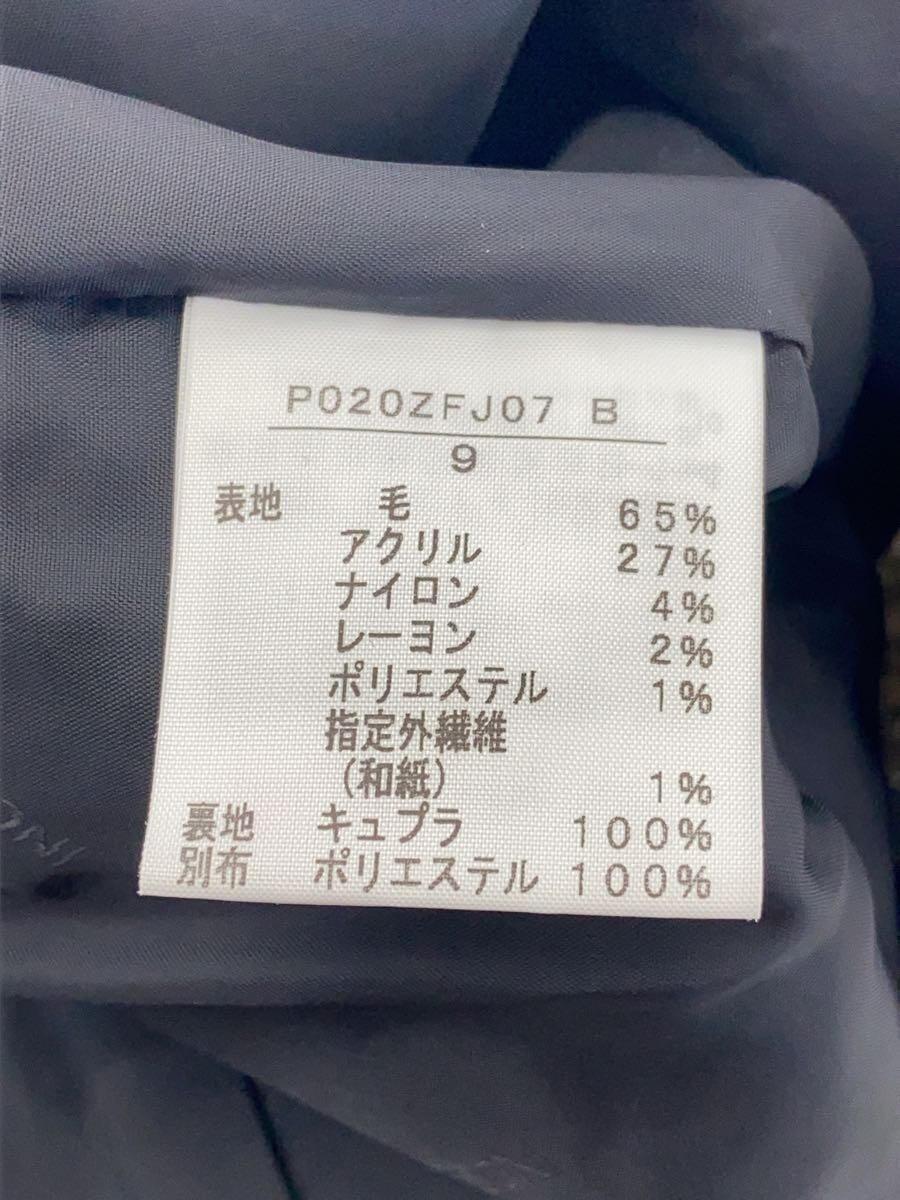 P020ZFJ07 B
9
表地 毛 65%
アクリル 27%
ナイロン 4%
レーヨン 2%
ポリエステル 1%
指定外繊維
(和紙) 1%
裏地 キュプラ 100%
別布 ポリエステル 100%